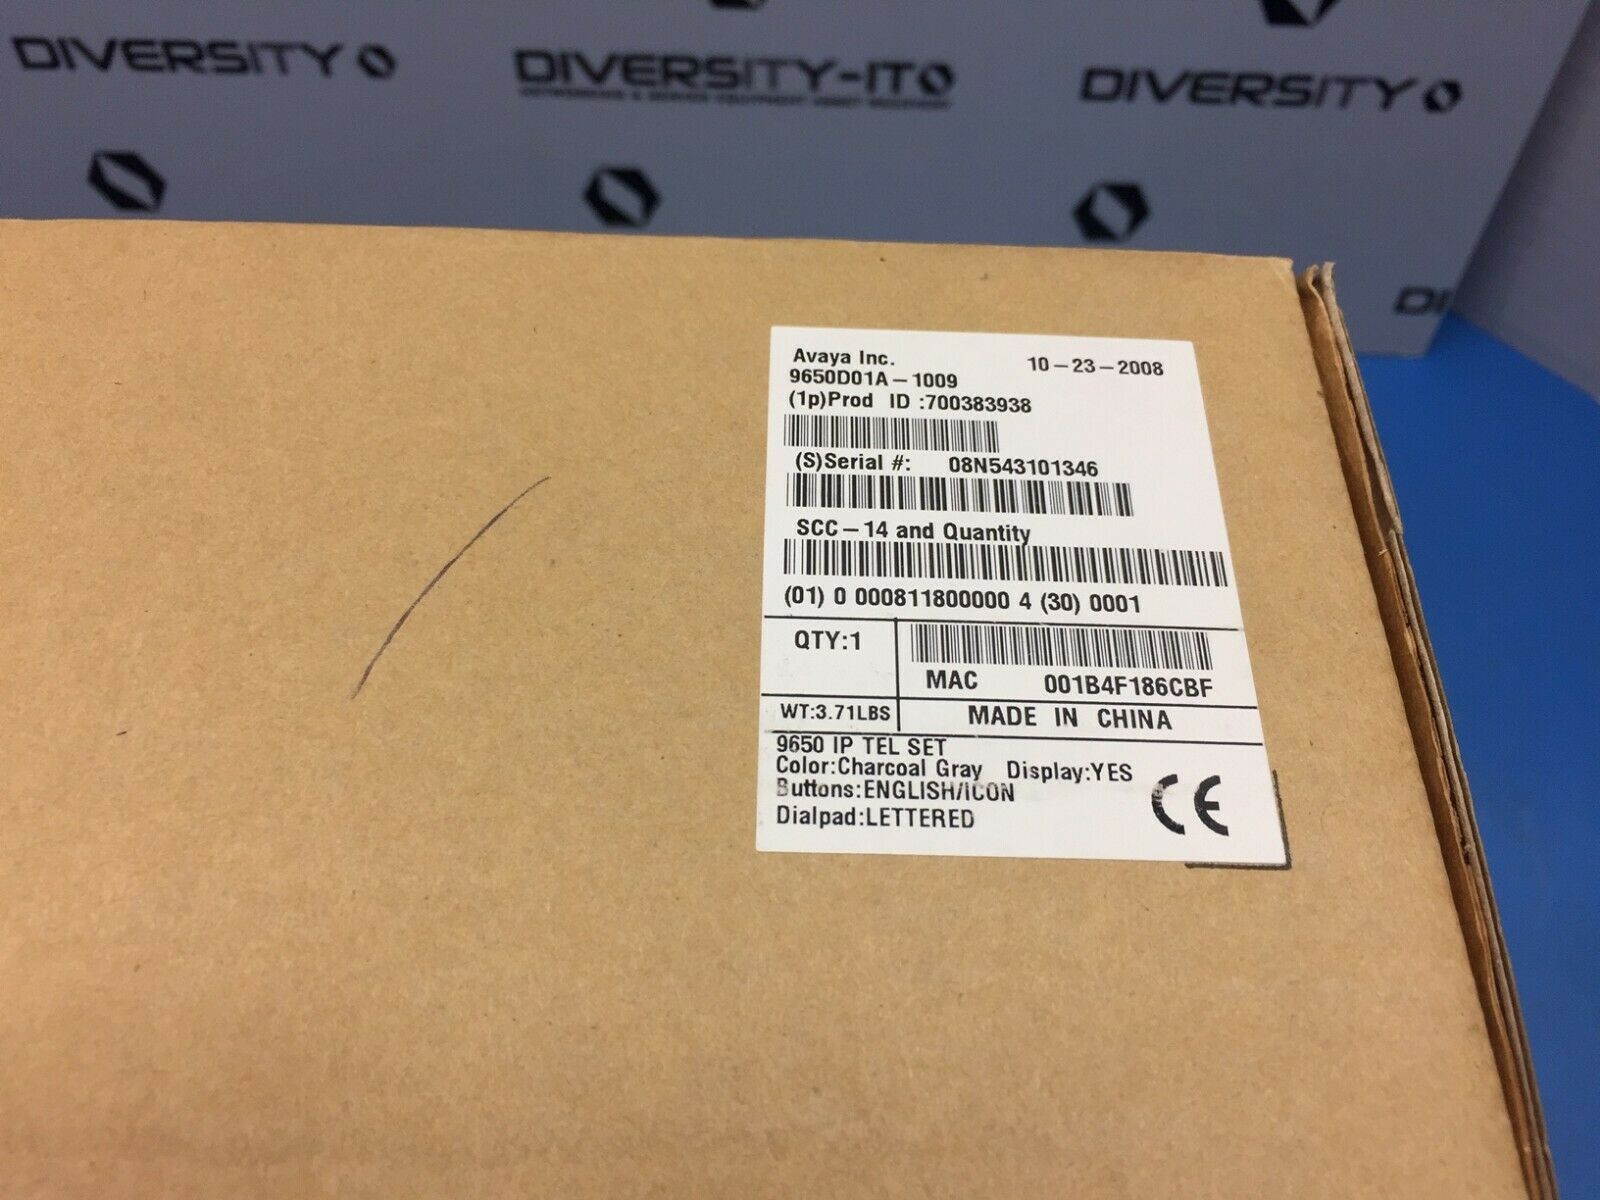 DIVERSITY
DIVERSITY-IT
DIVERSITY
DI
Avaya Inc. 10-23-2008
9650D01A-1009
(1p)Prod ID :700383938
(S)Serial #: 08N543101346
SCC-14 and Quantity
(01) 0 000811800000 4 (30) 0001
QTY:1
MAC 001B4F186CBF
WT:3.71LBS MADE IN CHINA
9650 IP TEL SET
Color:Charcoal Gray Display:YES
Buttons:ENGLISH/ICON
Dialpad:LETTERED
CE